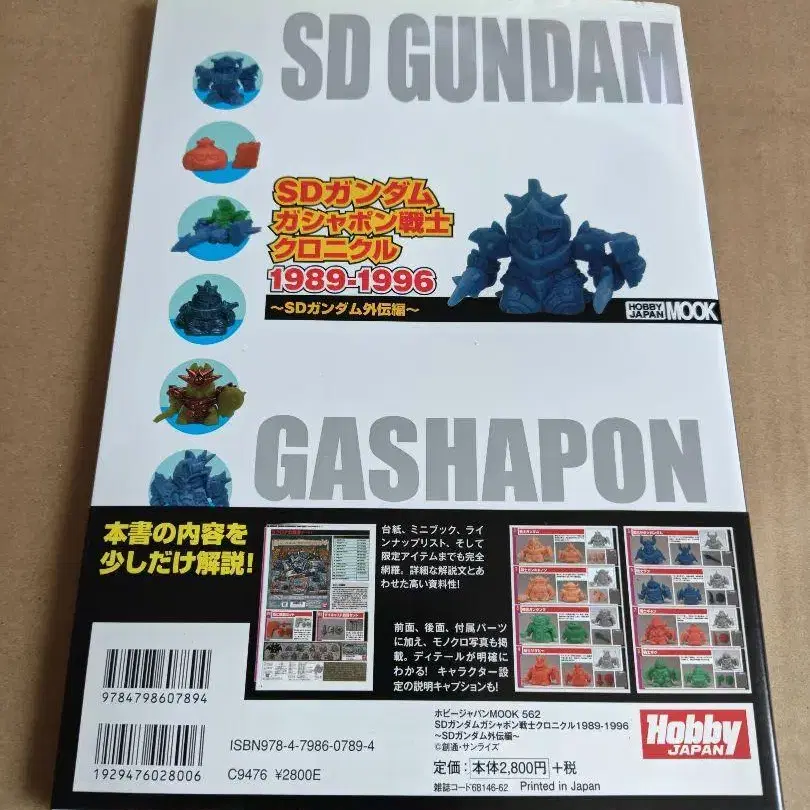 SD GUNDAM
SDガンダム
ガシャポン戦士
クロニクル
1989-1996
～SDガンダム外伝編～
HOBBY
JAPAN MOOK
GASHAPON
本書の内容を
少しだけ解説!
台紙、ミニブック、ライ
ンナップリスト、そして
限定アイテムまでも完全
網羅。詳細な解説文とあ
わせた高い資料性!
前面、後面、付属パーツ
に加え、モノクロ写真も掲
載。ディテールが明確に
わかる! キャラクター設
定の説明キャプションも!
9784798607894
1929476028006
ISBN978-4-7986-0789-4
C9476 ¥2800E
ホビージャパンMOOK 562
SDガンダムガシャポン戦士クロニクル1989-1996
～SDガンダム外伝編～
©創通・サンライズ
定価：本体2,800円+税
雑誌コード68146-62 Printed in Japan
Hobby
JAPAN